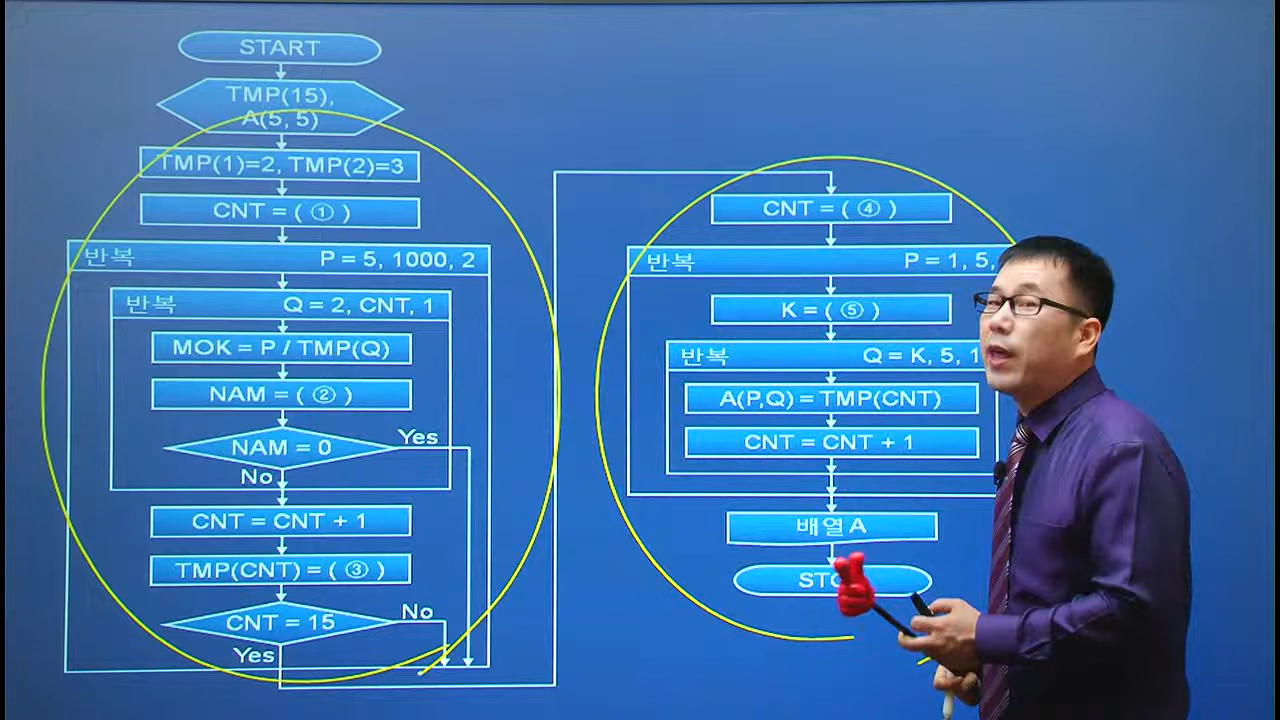 START
TMP(15),
A(5, 5)
TMP(1)=2, TMP(2)=3
CNT = ( ① )
반복 P = 5, 1000, 2
반복 Q = 2, CNT, 1
MOK = P / TMP(Q)
NAM = ( ② )
NAM = 0
Yes
No
CNT = CNT + 1
TMP(CNT) = ( ③ )
CNT = 15
No
Yes
CNT = ( ④ )
반복 P = 1, 5,
K = ( ⑤ )
반복 Q = K, 5, 1
A(P,Q) = TMP(CNT)
CNT = CNT + 1
배열 A